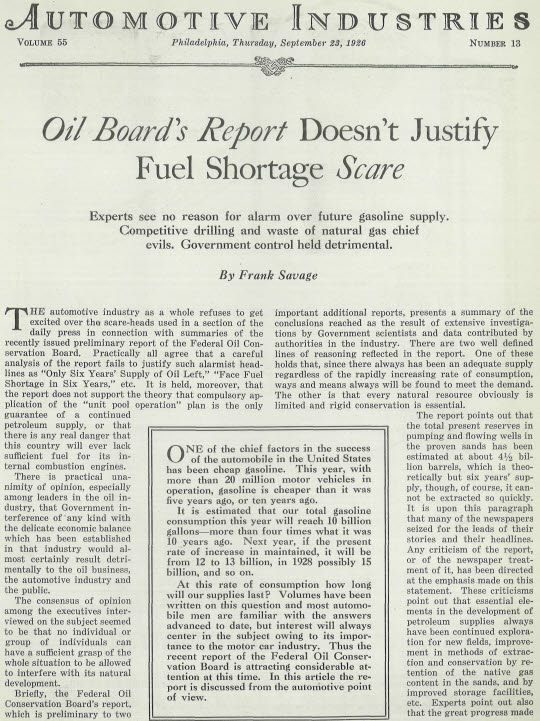 AUTOMOTIVE INDUSTRIES
VOLUME 55
Philadelphia, Thursday, September 23, 1926
NUMBER 13
Oil Board's Report Doesn't Justify
Fuel Shortage Scare
Experts see no reason for alarm over future gasoline supply.
Competitive drilling and waste of natural gas chief
evils. Government control held detrimental.
By Frank Savage
THE automotive industry as a whole refuses to get
excited over the scare-heads used in a section of the
daily press in connection with summaries of the
recently issued preliminary report of the Federal Oil Con-
servation Board. Practically all agree that a careful
analysis of the report fails to justify such alarmist head-
lines as "Only Six Years' Supply of Oil Left," "Face Fuel
Shortage in Six Years," etc. It is held, moreover, that
the report does not support the theory that compulsory ap-
plication of the "unit pool operation" plan is the only
guarantee of a continued
petroleum supply, or that
there is any real danger that
this country will ever lack
sufficient fuel for its in-
ternal combustion engines.
There is practical una-
nimity of opinion, especially
among leaders in the oil in-
dustry, that Government in-
terference of any kind with
the delicate economic balance
which has been established
in that industry would al-
most certainly result detri-
mentally to the oil business,
the automotive industry and
the public.
The consensus of opinion
among the executives inter-
viewed on the subject seemed
to be that no individual or
group of individuals can
have a sufficient grasp of the
whole situation to be allowed
to interfere with its natural
development.
Briefly, the Federal Oil
Conservation Board's report,
which is preliminary to two
ONE of the chief factors in the success
of the automobile in the United States
has been cheap gasoline. This year, with
more than 20 million motor vehicles in
operation, gasoline is cheaper than it was
five years ago, or ten years ago.
It is estimated that our total gasoline
consumption this year will reach 10 billion
gallons—more than four times what it was
10 years ago. Next year, if the present
rate of increase in maintained, it will be
from 12 to 13 billion, in 1928 possibly 15
billion, and so on.
At this rate of consumption how long
will our supplies last? Volumes have been
written on this question and most automo-
bile men are familiar with the answers
advanced to date, but interest will always
center in the subject owing to its impor-
tance to the motor car industry. Thus the
recent report of the Federal Oil Conser-
vation Board is attracting considerable at-
tention at this time. In this article the re-
port is discussed from the automotive point
of view.
important additional reports, presents a summary of the
conclusions reached as the result of extensive investiga-
tions by Government scientists and data contributed by
authorities in the industry. There are two well defined
lines of reasoning reflected in the report. One of these
holds that, since there always has been an adequate supply
regardless of the rapidly increasing rate of consumption,
ways and means always will be found to meet the demand.
The other is that every natural resource obviously is
limited and rigid conservation is essential.
The report points out that
the total present reserves in
pumping and flowing wells in
the proven sands has been
estimated at about 4½ bil-
lion barrels, which is theo-
retically but six years' sup-
ply, though, of course, it can-
not be extracted so quickly.
It is upon this paragraph
that many of the newspapers
seized for the leads of their
stories and their headlines.
Any criticism of the report,
or of the newspaper treat-
ment of it, has been directed
at the emphasis made on this
statement. These criticisms
point out that essential ele-
ments in the development of
petroleum supplies always
have been continued explora-
tion for new fields, improve-
ment in methods of extrac-
tion and conservation by re-
tention of the native gas
content in the sands, and by
improved storage facilities,
etc. Experts point out also
that the great progress made